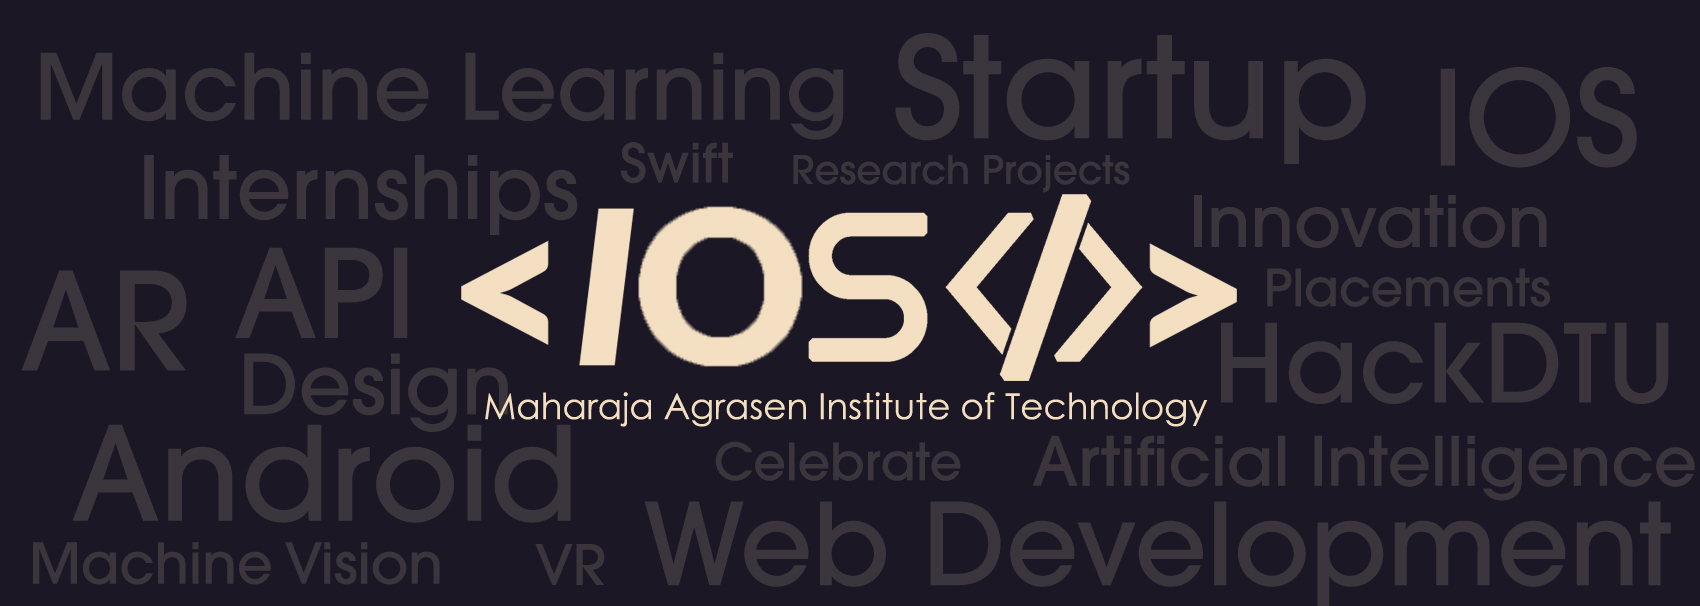 Machine Learning Startup IOS
Internships Swift Research Projects
Innovation
<IOS</>>
AR API Placements
Design HackDTU
Maharaja Agrasen Institute of Technology
Android Celebrate Artificial Intelligence
Machine Vision VR Web Development